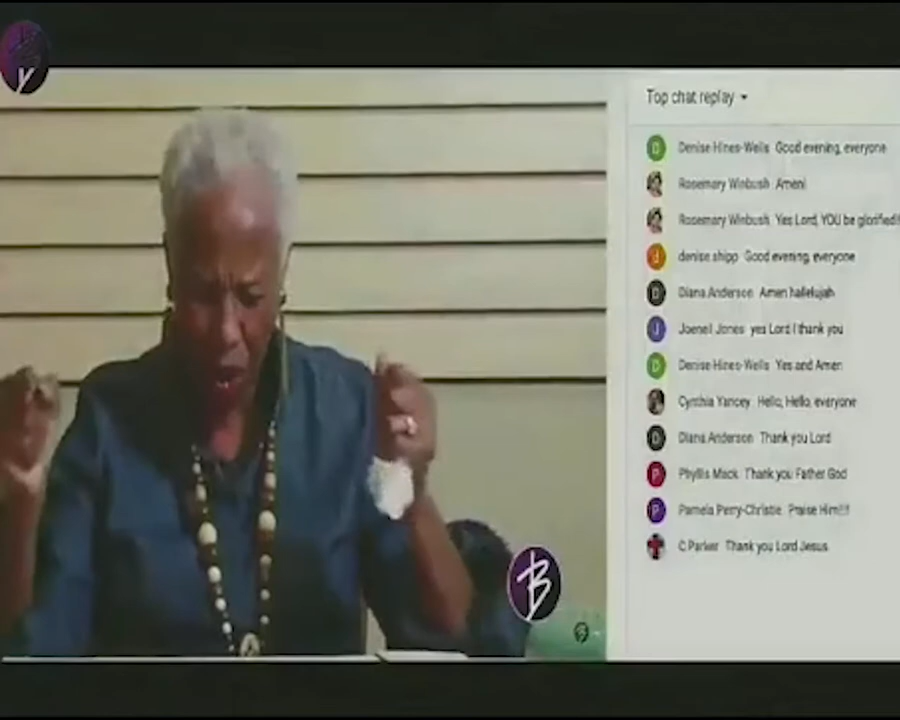 Y
Top chat replay
D Denise Hines-Wells Good evening, everyone
Rosemary Winbush Amen!
Rosemary Winbush Yes Lord, YOU be glorified!!
denise shipp Good evening, everyone
D Diana Anderson Amen hallelujah
J Joenell Jones yes Lord I thank you
D Denise Hines-Wells Yes and Amen
Cynthia Yancey Hello, Hello, everyone
D Diana Anderson Thank you Lord
P Phyllis Mack Thank you Father God
P Pamela Perry-Christie Praise Him!!!
C Parker Thank you Lord Jesus
B